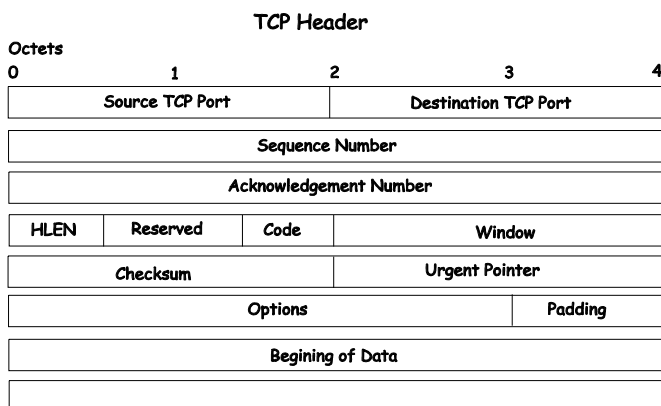 TCP Header
Octets
0 1 2 3 4
Source TCP Port Destination TCP Port
Sequence Number
Acknowledgement Number
HLEN Reserved Code Window
Checksum Urgent Pointer
Options Padding
Begining of Data